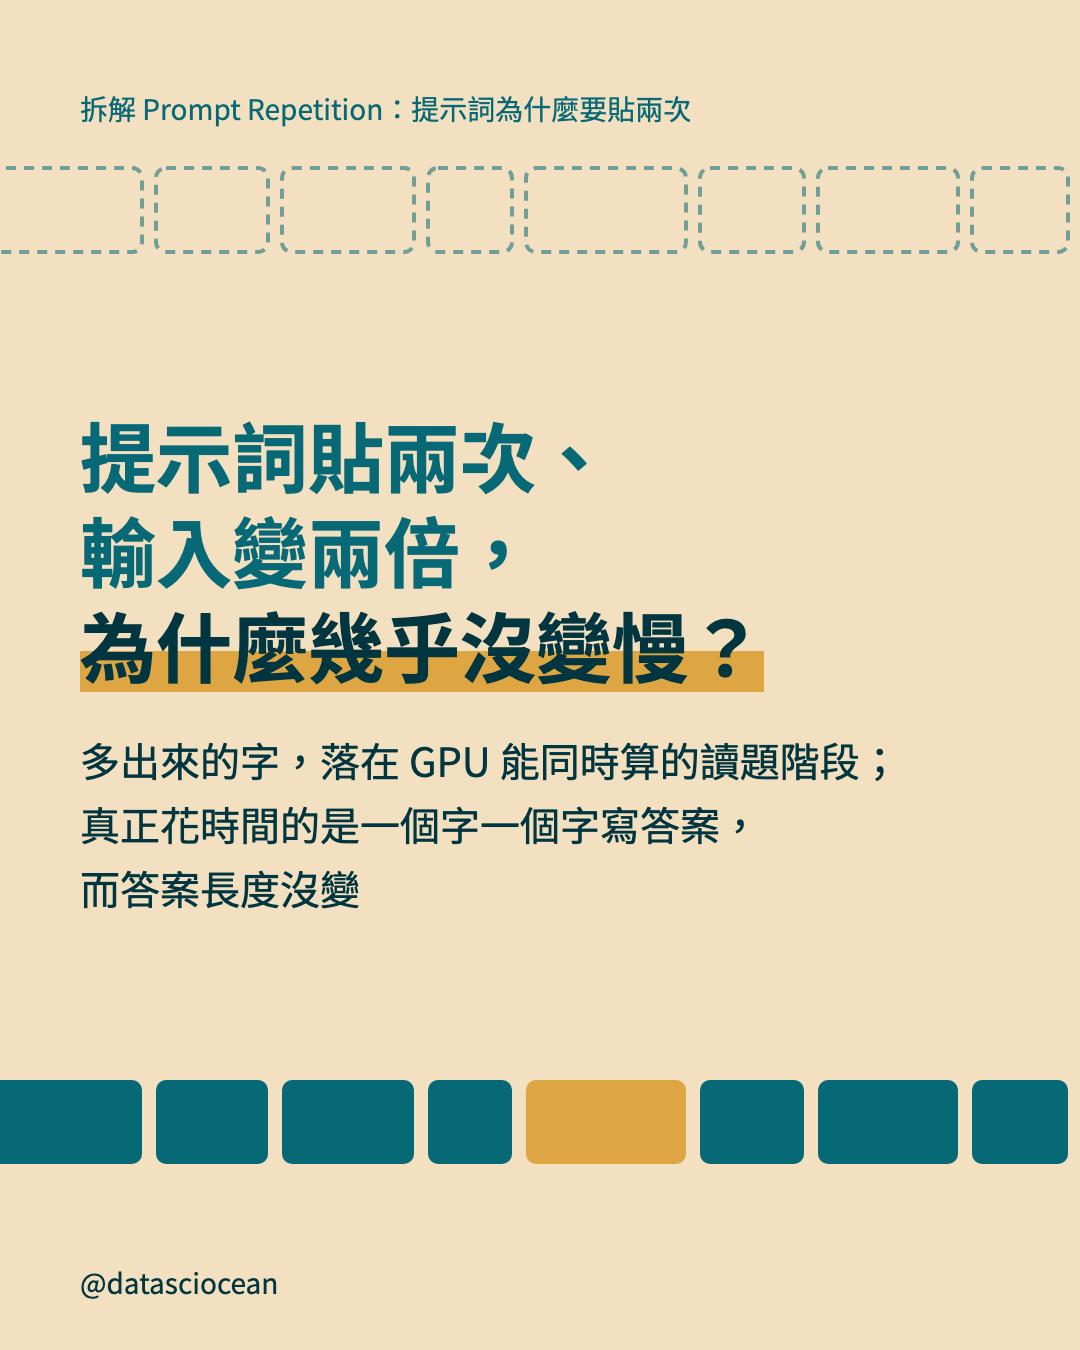 拆解 Prompt Repetition：提示詞為什麼要貼兩次
提示詞貼兩次、
輸入變兩倍，
為什麼幾乎沒變慢？
多出來的字，落在 GPU 能同時算的讀題階段；
真正花時間的是一個字一個字寫答案，
而答案長度沒變
@datasciocean